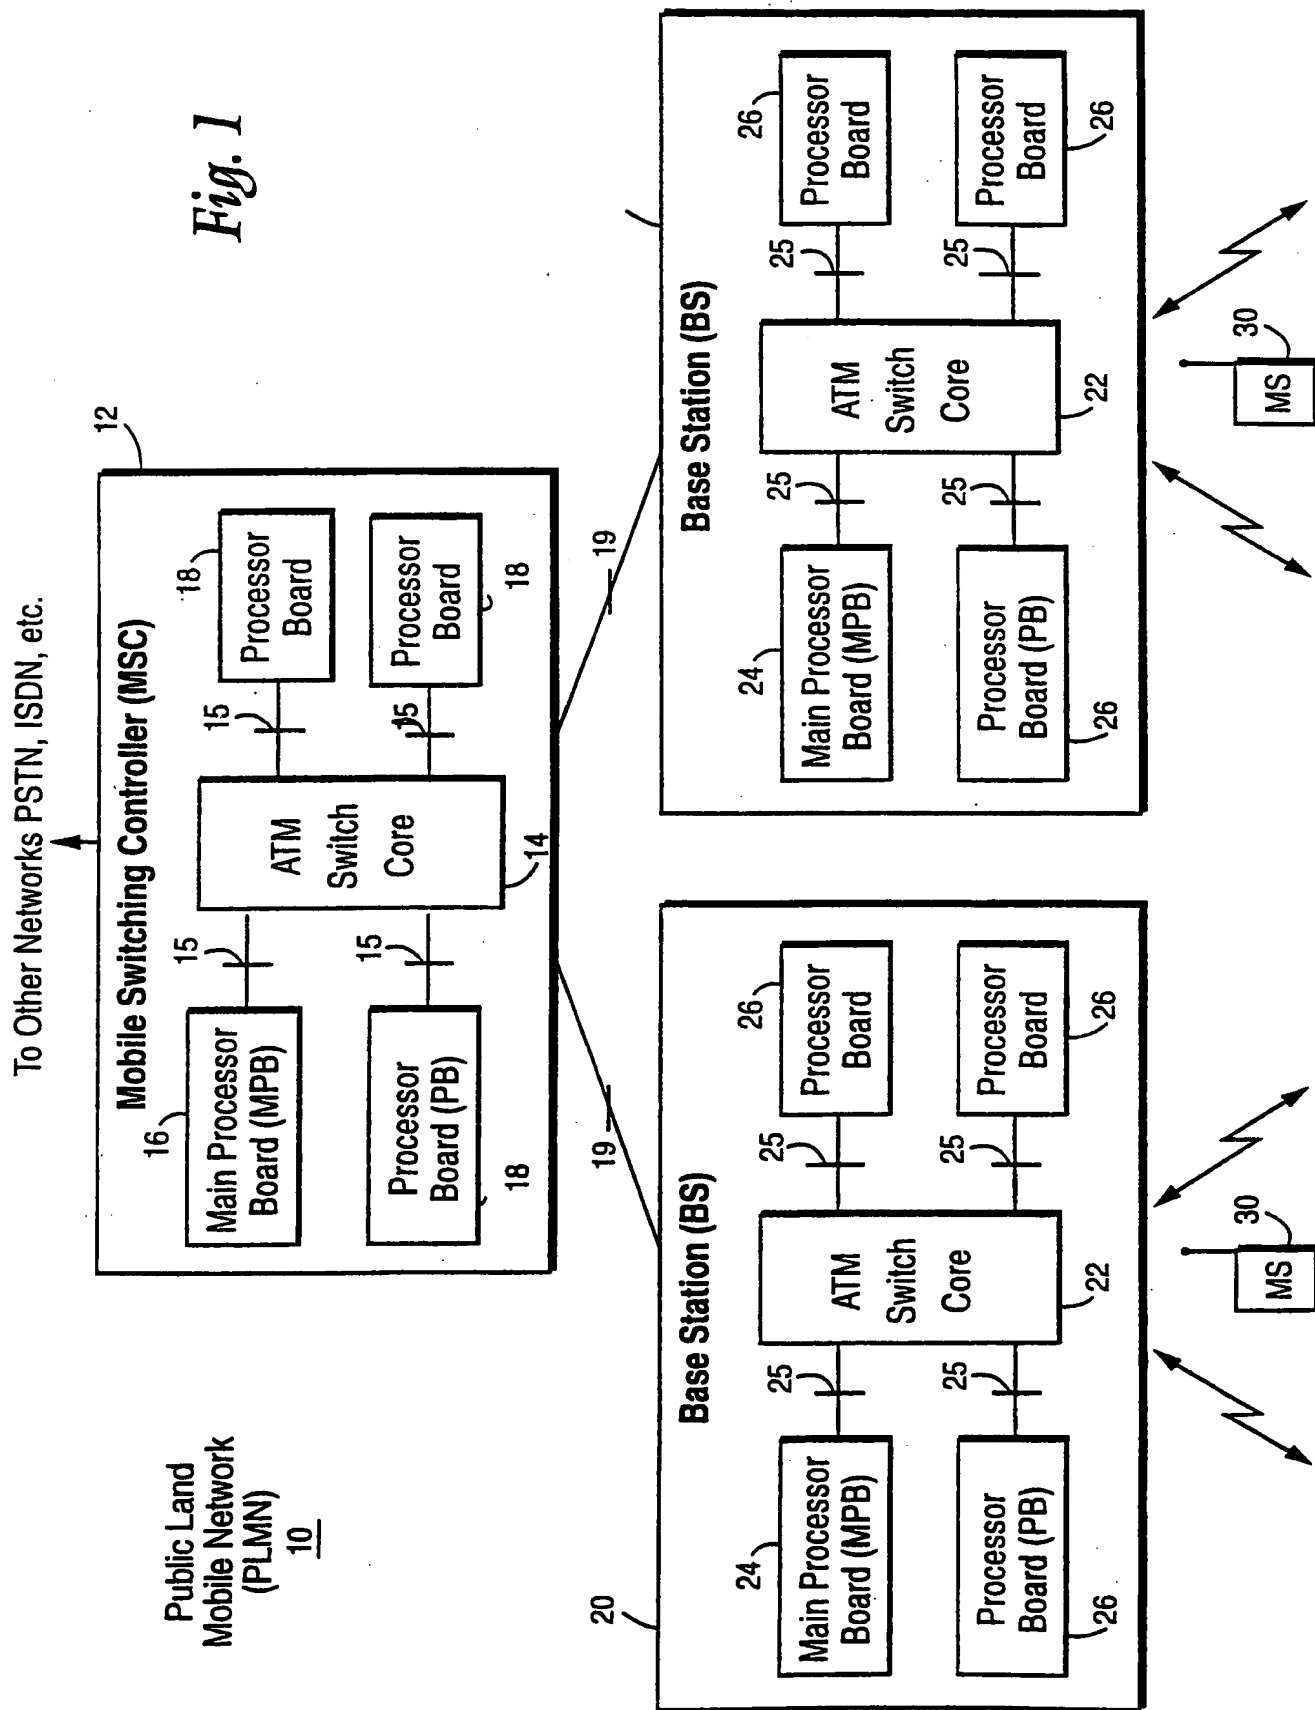 To Other Networks PSTN, ISDN, etc.
Fig. 1
Public Land
Mobile Network
(PLMN)
10
12
Mobile Switching Controller (MSC)
16
Main Processor
Board (MPB)
15
15
18
Processor
Board
ATM
Switch
Core
14
Processor
Board (PB)
18
15
15
Processor
Board
18
19
19
20
Base Station (BS)
24
Main Processor
Board (MPB)
25
25
26
Processor
Board
ATM
Switch
Core
22
Processor
Board (PB)
26
25
25
Processor
Board
26
30
MS
Base Station (BS)
24
Main Processor
Board (MPB)
25
25
26
Processor
Board
ATM
Switch
Core
22
Processor
Board (PB)
26
25
25
Processor
Board
26
30
MS